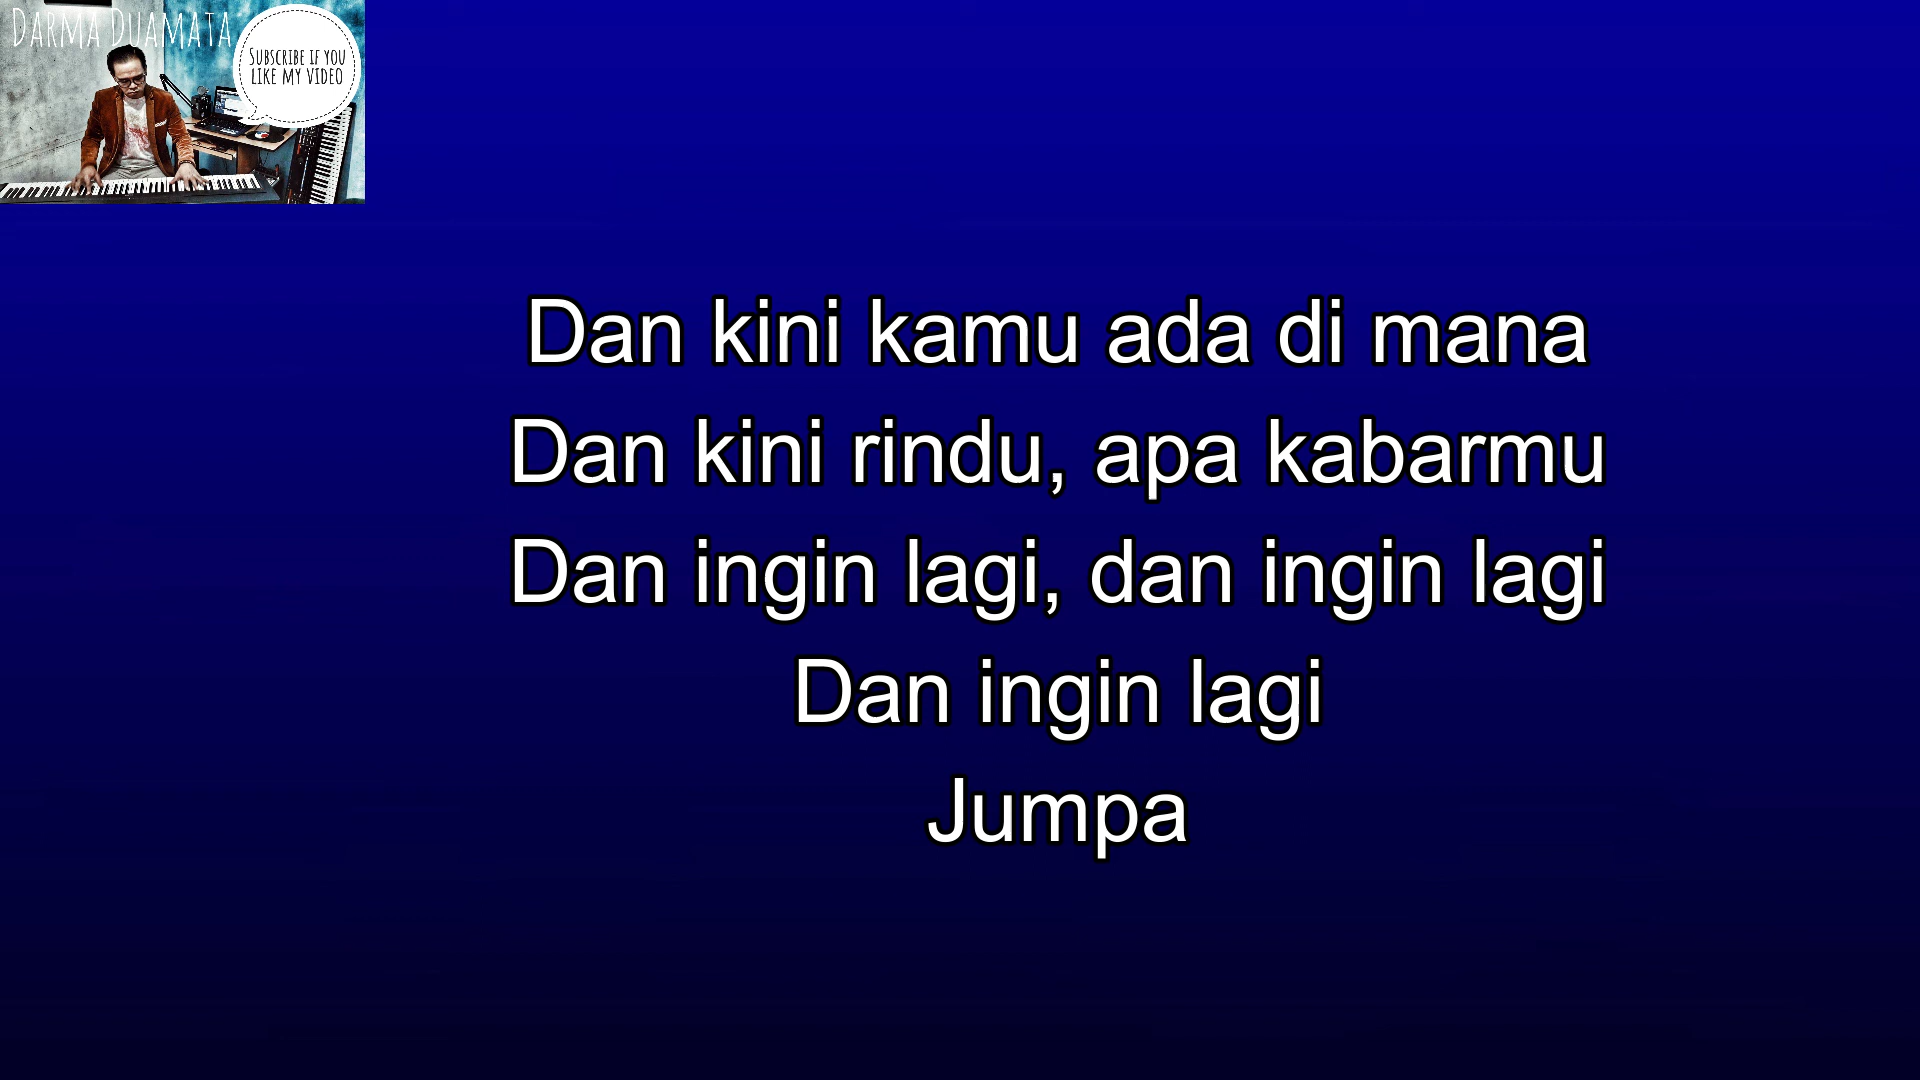 DARMA DUAMATA
SUBSCRIBE IF YOU
LIKE MY VIDEO
Dan kini kamu ada di mana
Dan kini rindu, apa kabarmu
Dan ingin lagi, dan ingin lagi
Dan ingin lagi
Jumpa